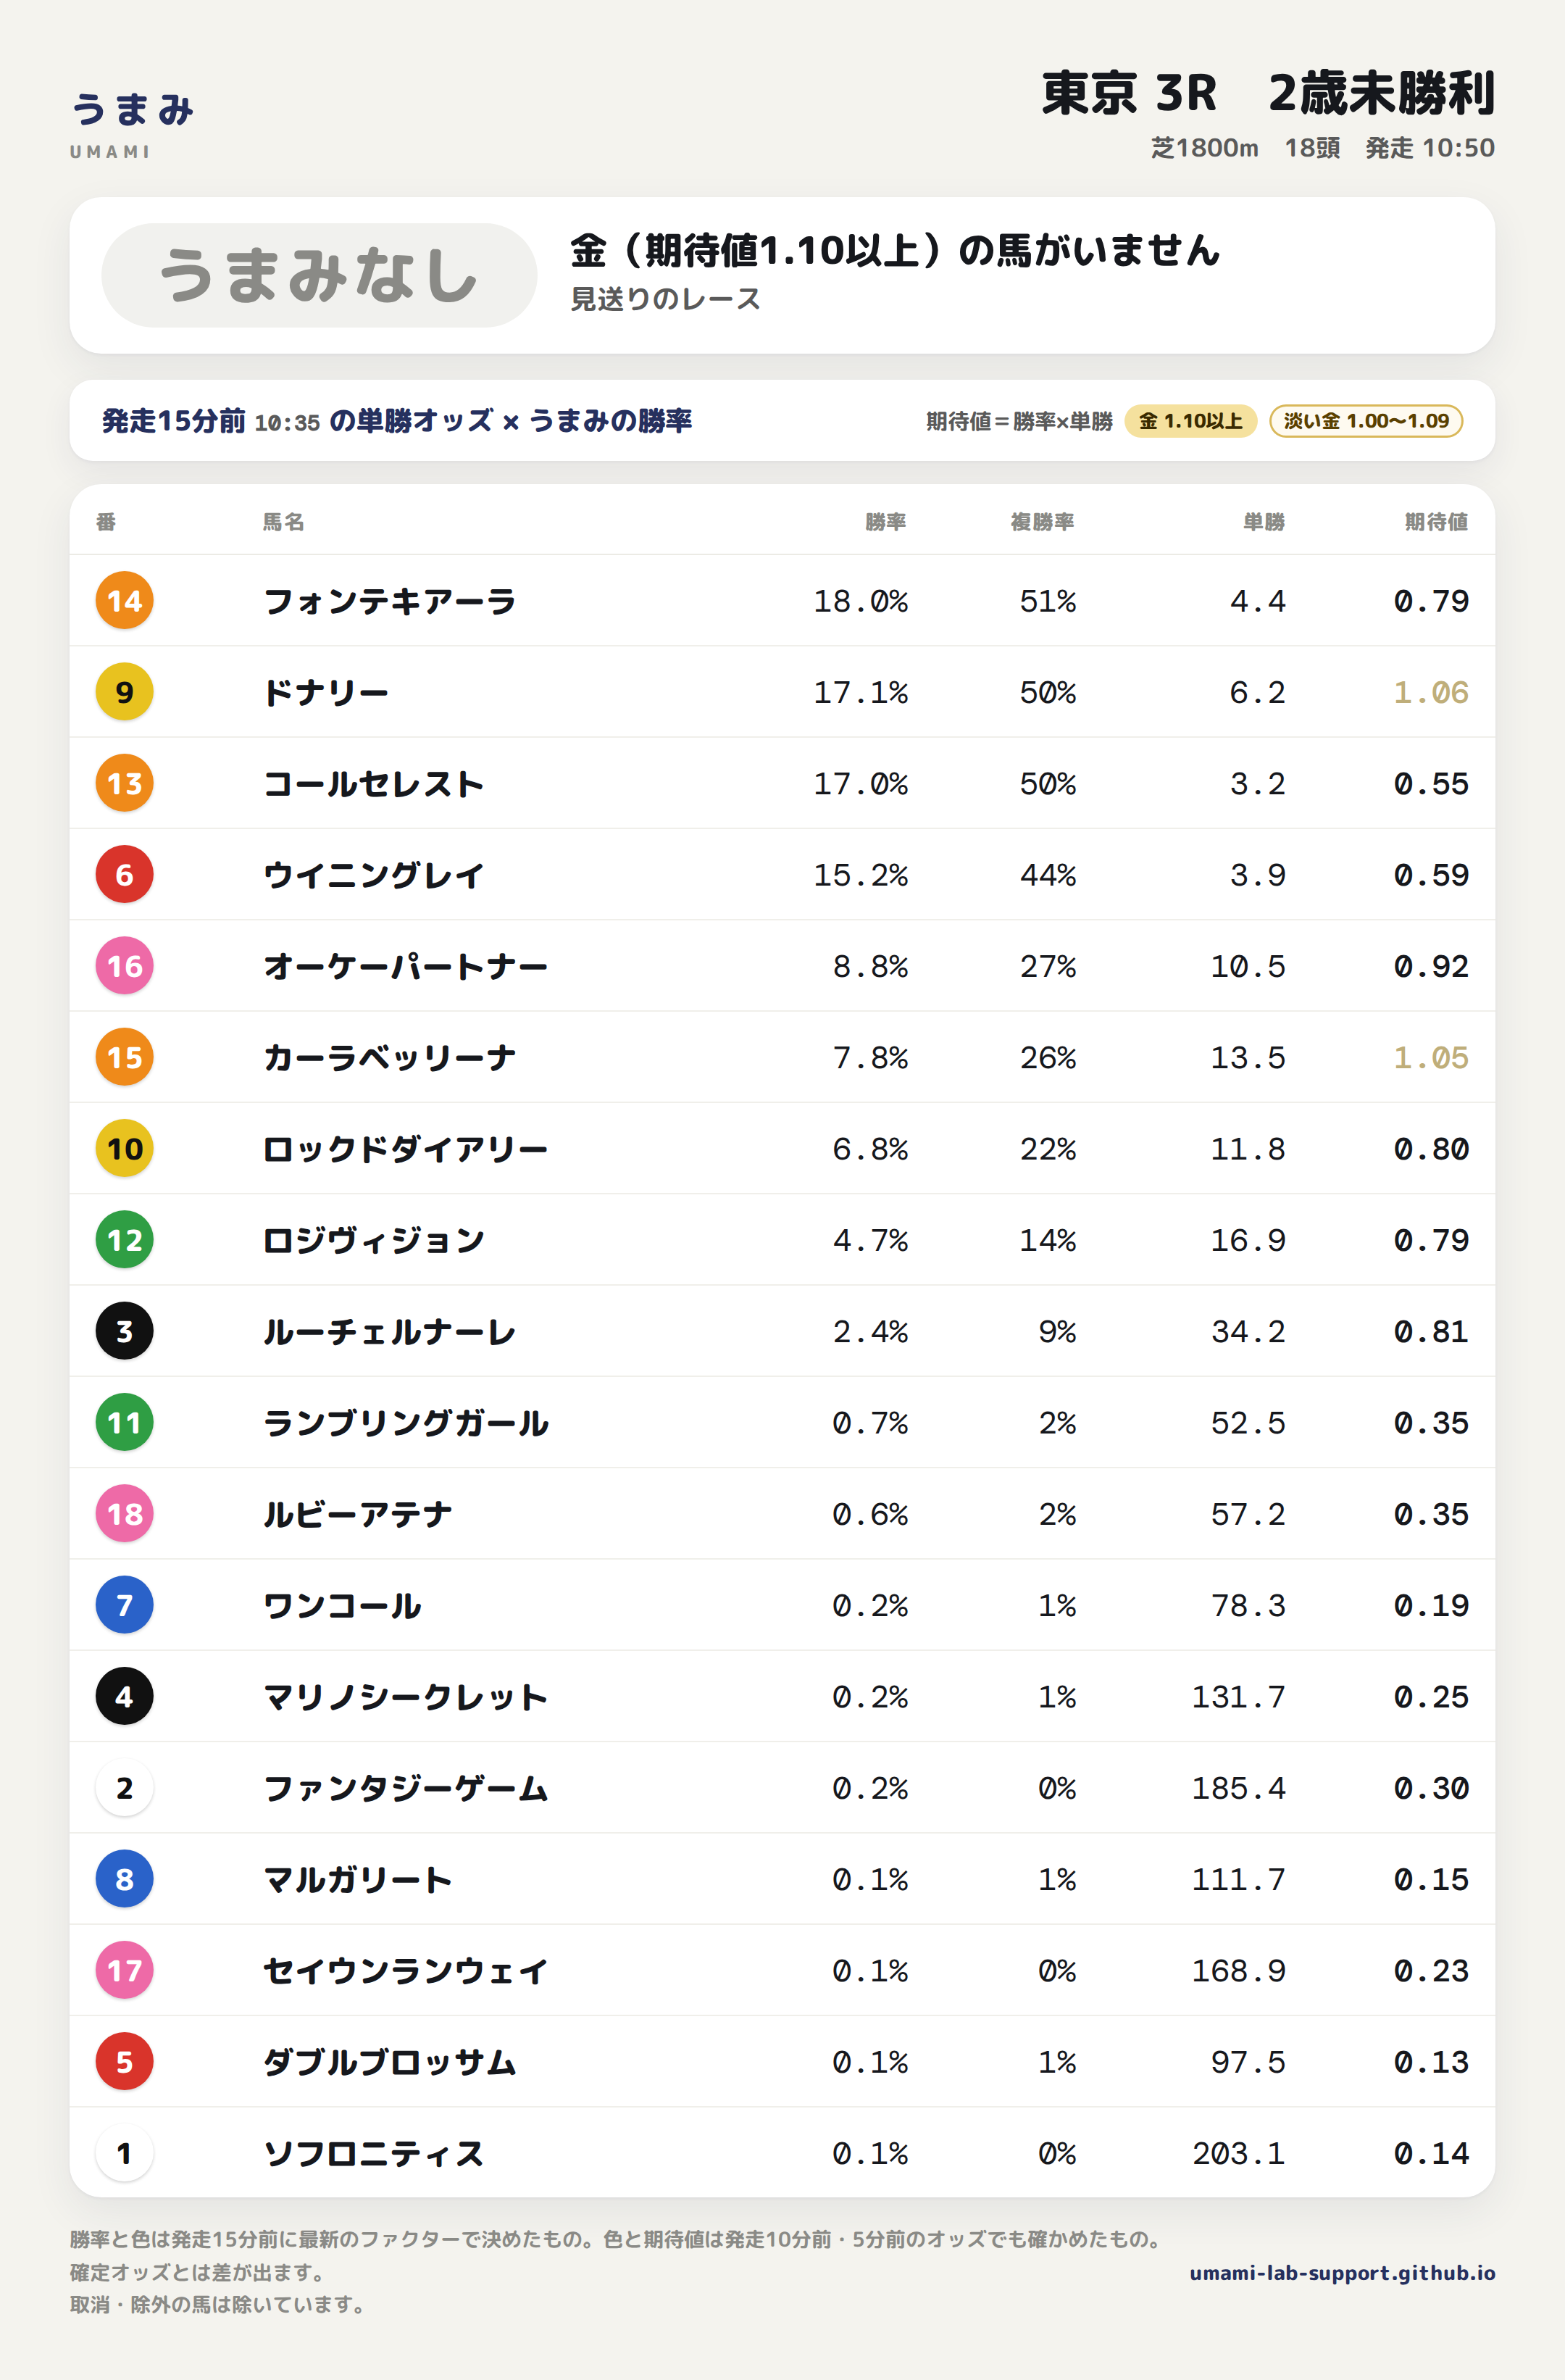 うまみ
UMAMI
東京 3R 2歳未勝利
芝1800m 18頭 発走 10:50
うまみなし
金（期待値1.10以上）の馬がいません
見送りのレース
発走15分前 10:35 の単勝オッズ × うまみの勝率
期待値＝勝率×単勝 金 1.10以上 淡い金 1.00〜1.09
番 馬名 勝率 複勝率 単勝 期待値
14 フォンテキアーラ 18.0% 51% 4.4 0.79
9 ドナリー 17.1% 50% 6.2 1.06
13 コールセレスト 17.0% 50% 3.2 0.55
6 ウイニングレイ 15.2% 44% 3.9 0.59
16 オーケーパートナー 8.8% 27% 10.5 0.92
15 カーラベッリーナ 7.8% 26% 13.5 1.05
10 ロックドダイアリー 6.8% 22% 11.8 0.80
12 ロジヴィジョン 4.7% 14% 16.9 0.79
3 ルーチェルナーレ 2.4% 9% 34.2 0.81
11 ランブリングガール 0.7% 2% 52.5 0.35
18 ルビーアテナ 0.6% 2% 57.2 0.35
7 ワンコール 0.2% 1% 78.3 0.19
4 マリノシークレット 0.2% 1% 131.7 0.25
2 ファンタジーゲーム 0.2% 0% 185.4 0.30
8 マルガリート 0.1% 1% 111.7 0.15
17 セイウンランウェイ 0.1% 0% 168.9 0.23
5 ダブルブロッサム 0.1% 1% 97.5 0.13
1 ソフロニティス 0.1% 0% 203.1 0.14
勝率と色は発走15分前に最新のファクターで決めたもの。色と期待値は発走10分前・5分前のオッズでも確かめたもの。
確定オッズとは差が出ます。
取消・除外の馬は除いています。
umami-lab-support.github.io